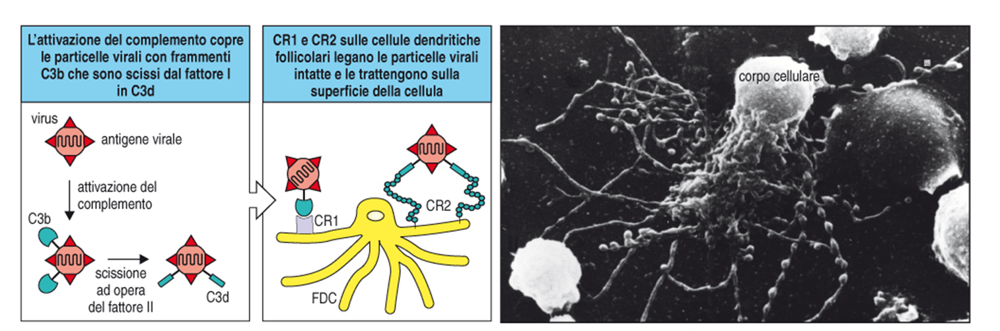 L'attivazione del complemento copre
le particelle virali con frammenti
C3b che sono scissi dal fattore I
in C3d
virus
antigene virale
attivazione del
complemento
C3b
scissione
ad opera
del fattore II
C3d
CR1 e CR2 sulle cellule dendritiche
follicolari legano le particelle virali
intatte e le trattengono sulla
superficie della cellula
CR1
CR2
FDC
corpo cellulare